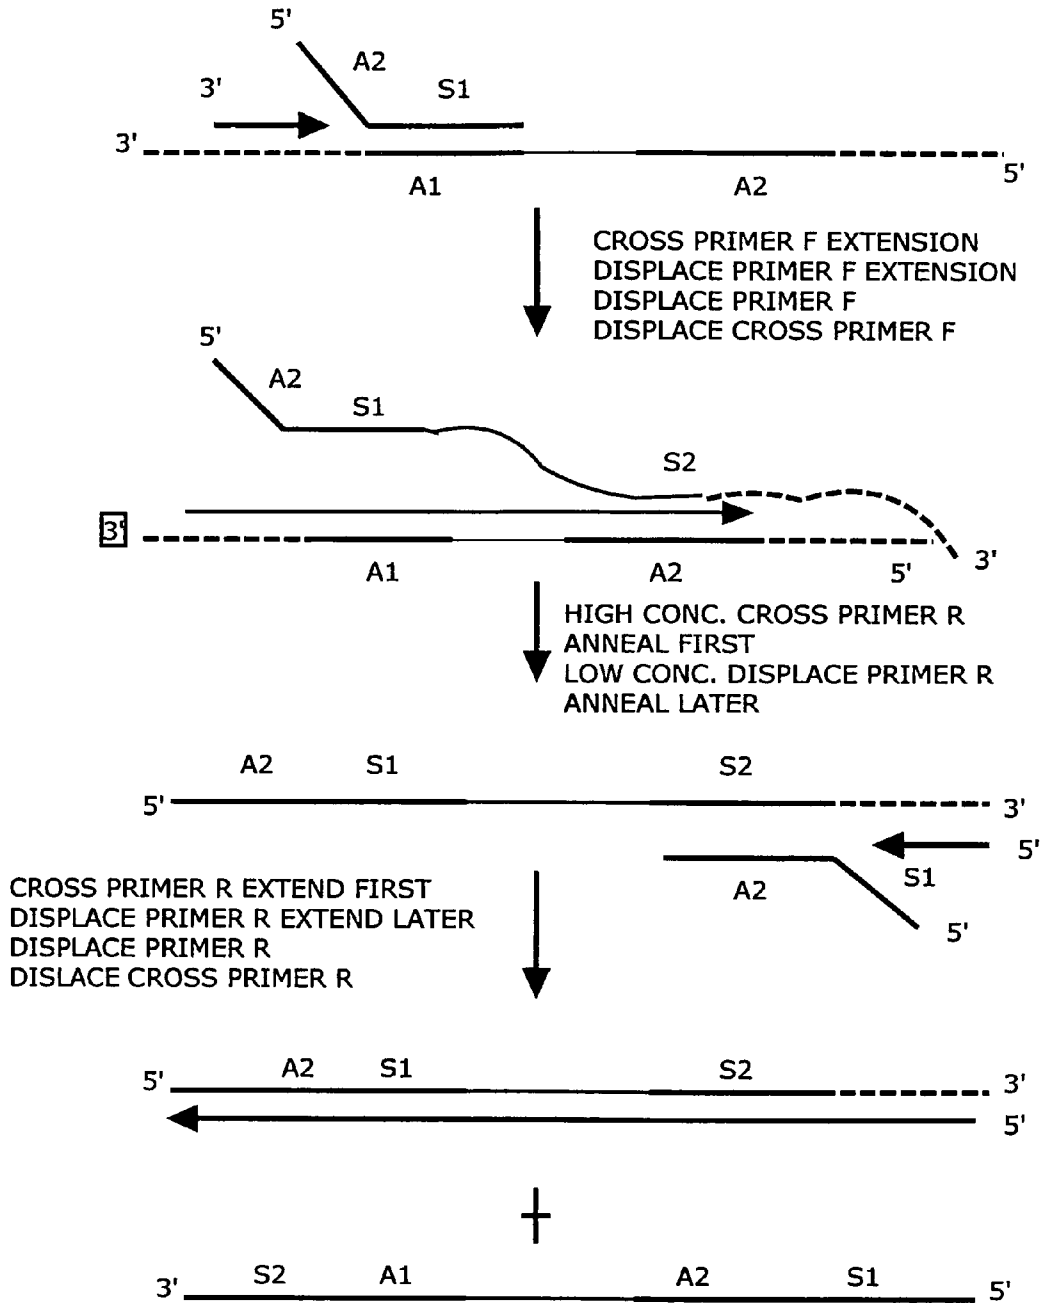 5'
A2
3'
S1
3'
5'
A1
A2
CROSS PRIMER F EXTENSION
DISPLACE PRIMER F EXTENSION
DISPLACE PRIMER F
DISPLACE CROSS PRIMER F
5'
A2
S1
S2
3'
3'
A1
A2
5'
HIGH CONC. CROSS PRIMER R
ANNEAL FIRST
LOW CONC. DISPLACE PRIMER R
ANNEAL LATER
A2 S1 S2
5' 3'
5'
A2
S1
5'
CROSS PRIMER R EXTEND FIRST
DISPLACE PRIMER R EXTEND LATER
DISPLACE PRIMER R
DISLACE CROSS PRIMER R
A2 S1 S2
5' 3'
5'
S2 A1 A2 S1
3' 5'